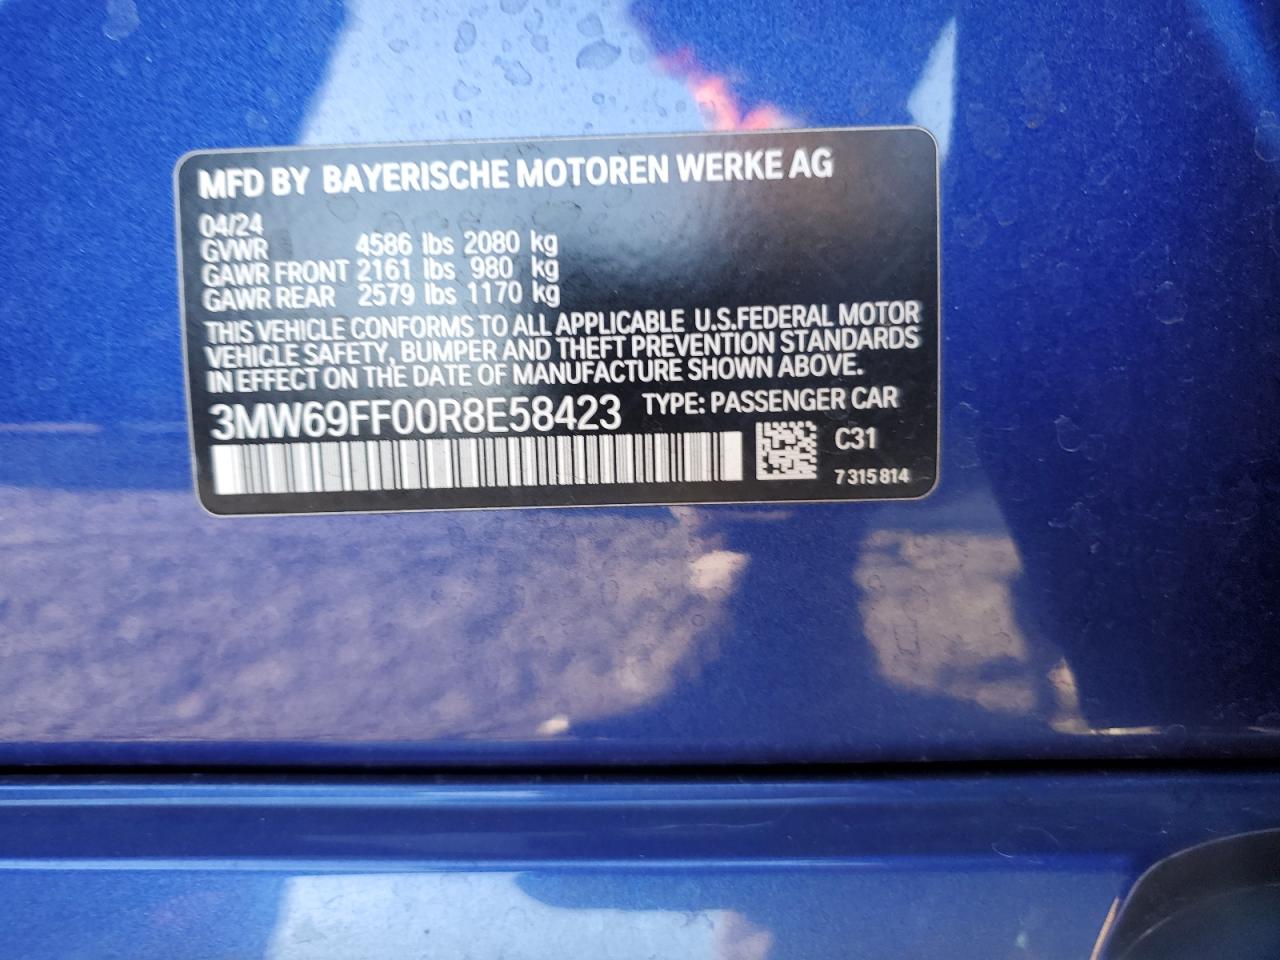 MFD BY BAYERISCHE MOTOREN WERKE AG
04/24
GVWR 4586 lbs 2080 kg
GAWR FRONT 2161 lbs 980 kg
GAWR REAR 2579 lbs 1170 kg
THIS VEHICLE CONFORMS TO ALL APPLICABLE U.S.FEDERAL MOTOR
VEHICLE SAFETY, BUMPER AND THEFT PREVENTION STANDARDS
IN EFFECT ON THE DATE OF MANUFACTURE SHOWN ABOVE.
3MW69FF00R8E58423 TYPE: PASSENGER CAR
C31
7 315 814